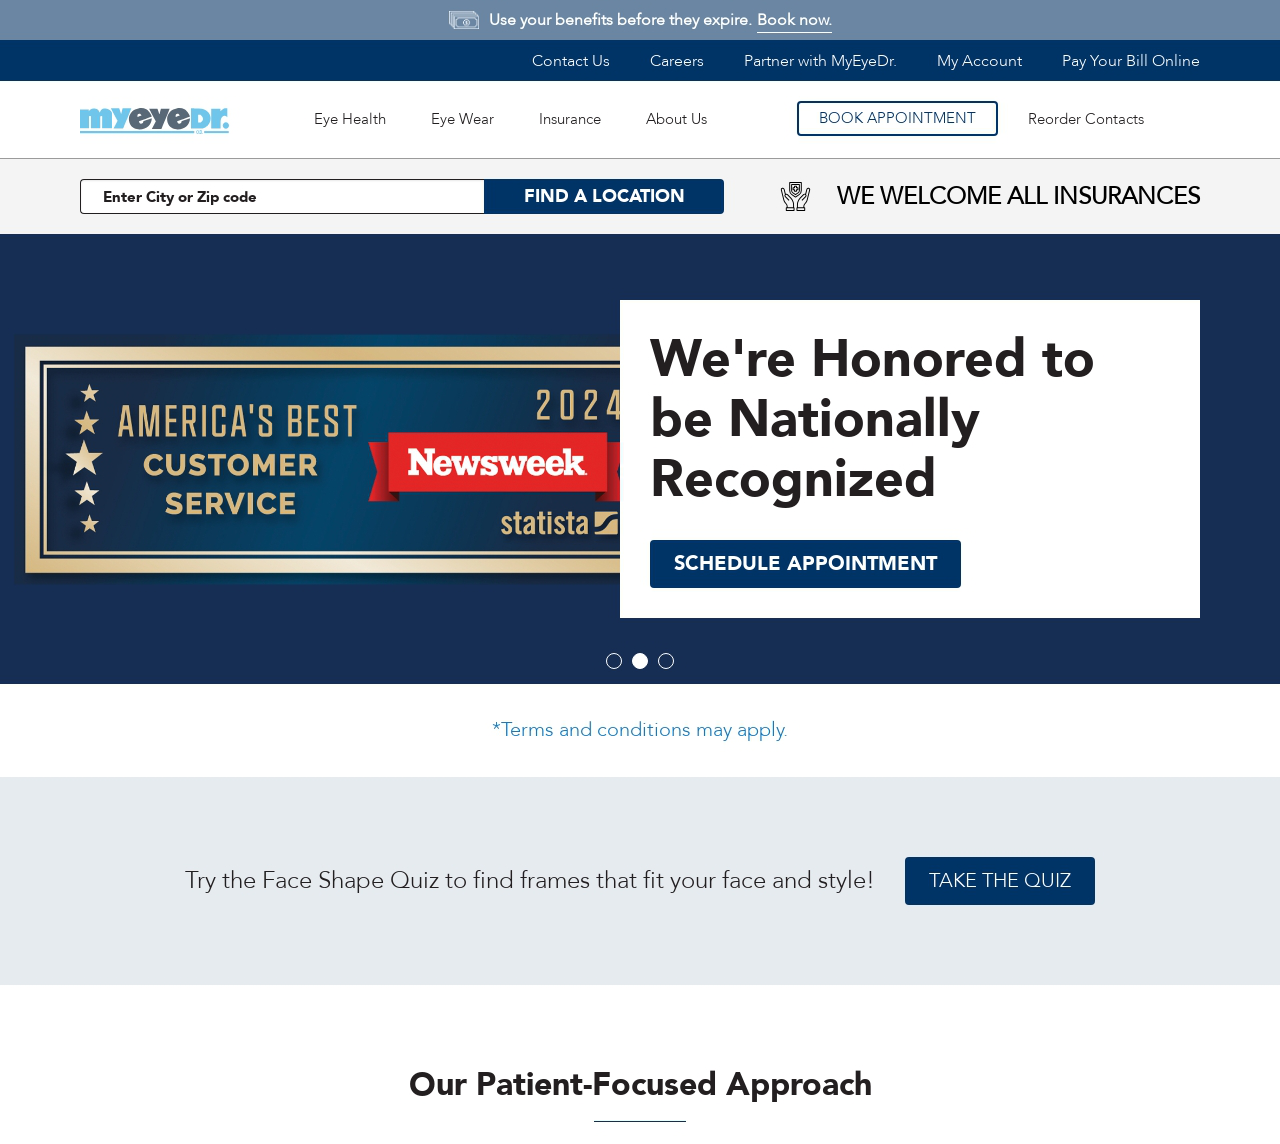 Use your benefits before they expire. Book now.
Contact Us Careers Partner with MyEyeDr. My Account Pay Your Bill Online
myeyeDr.
Eye Health Eye Wear Insurance About Us BOOK APPOINTMENT Reorder Contacts
Enter City or Zip code FIND A LOCATION WE WELCOME ALL INSURANCES
AMERICA'S BEST
CUSTOMER
SERVICE
2024
Newsweek
statista
We're Honored to
be Nationally
Recognized
SCHEDULE APPOINTMENT
*Terms and conditions may apply.
Try the Face Shape Quiz to find frames that fit your face and style! TAKE THE QUIZ
Our Patient-Focused Approach